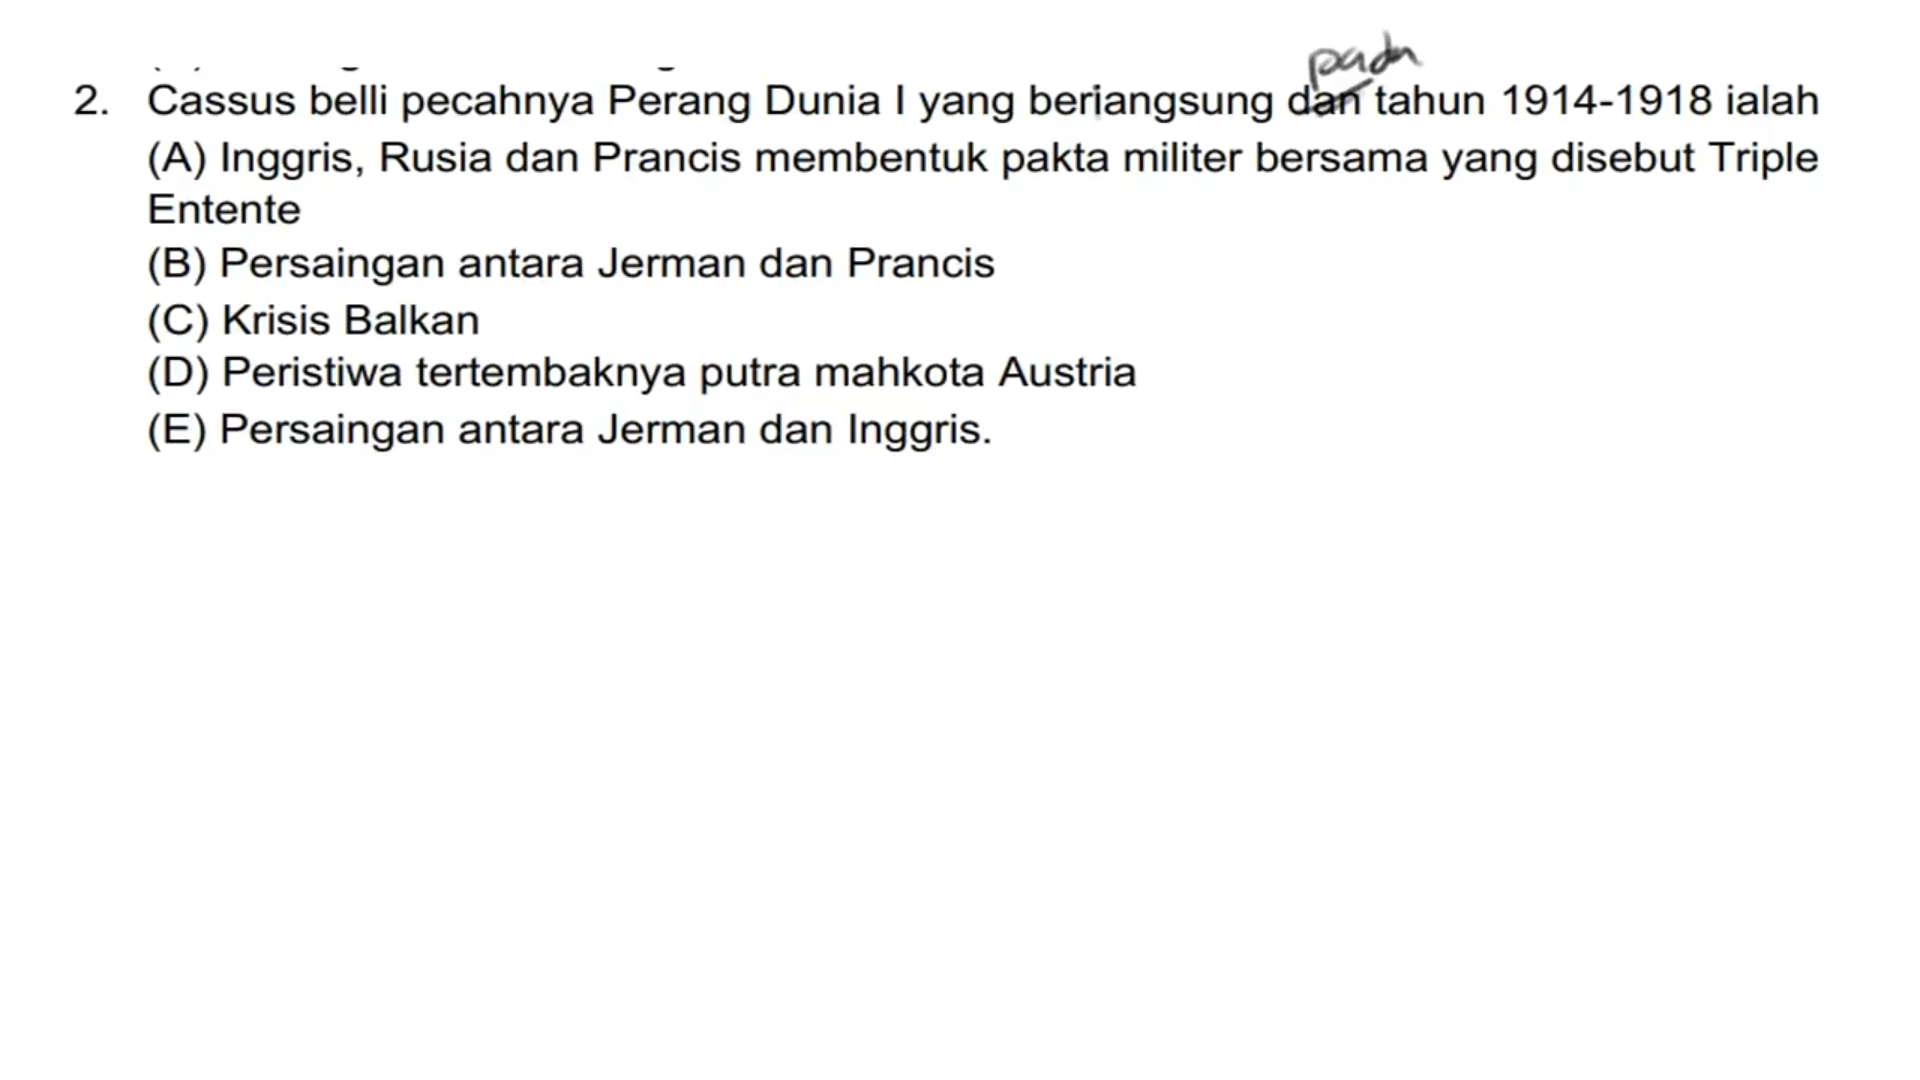 pada
2. Cassus belli pecahnya Perang Dunia I yang beriangsung dan tahun 1914-1918 ialah
(A) Inggris, Rusia dan Prancis membentuk pakta militer bersama yang disebut Triple
Entente
(B) Persaingan antara Jerman dan Prancis
(C) Krisis Balkan
(D) Peristiwa tertembaknya putra mahkota Austria
(E) Persaingan antara Jerman dan Inggris.